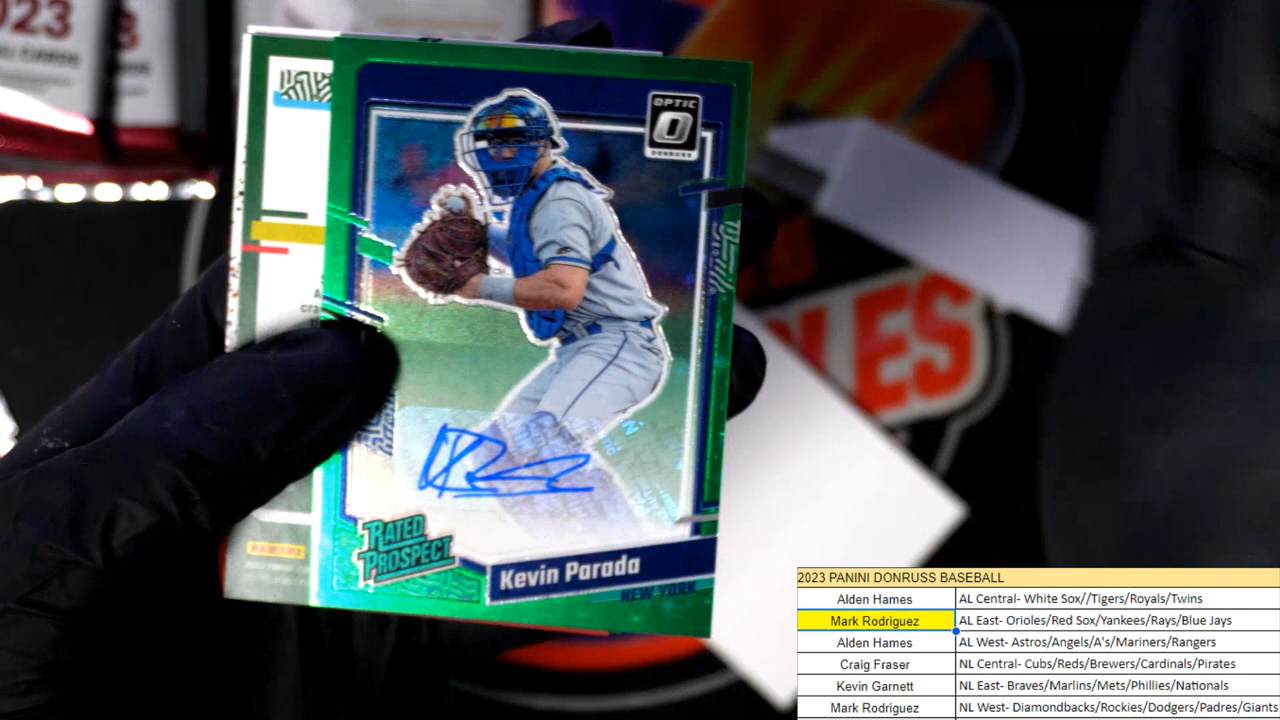 023
OPTIC
DONRUSS
RATED
PROSPECT
Kevin Parada
NEW YORK
PANINI
LES
2023 PANINI DONRUSS BASEBALL
Alden Hames AL Central- White Sox//Tigers/Royals/Twins
Mark Rodriguez AL East- Orioles/Red Sox/Yankees/Rays/Blue Jays
Alden Hames AL West- Astros/Angels/A's/Mariners/Rangers
Craig Fraser NL Central- Cubs/Reds/Brewers/Cardinals/Pirates
Kevin Garnett NL East- Braves/Marlins/Mets/Phillies/Nationals
Mark Rodriguez NL West- Diamondbacks/Rockies/Dodgers/Padres/Giants